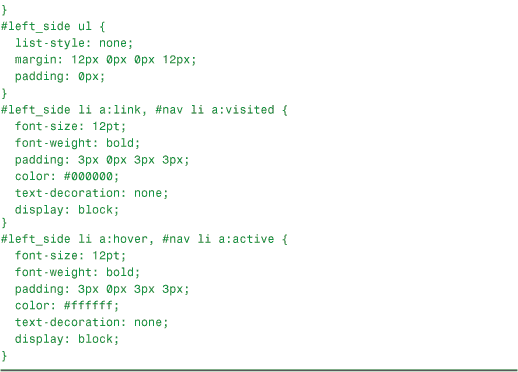 }
#left_side ul {
  list-style: none;
  margin: 12px 0px 0px 12px;
  padding: 0px;
}
#left_side li a:link, #nav li a:visited {
  font-size: 12pt;
  font-weight: bold;
  padding: 3px 0px 3px 3px;
  color: #000000;
  text-decoration: none;
  display: block;
}
#left_side li a:hover, #nav li a:active {
  font-size: 12pt;
  font-weight: bold;
  padding: 3px 0px 3px 3px;
  color: #ffffff;
  text-decoration: none;
  display: block;
}